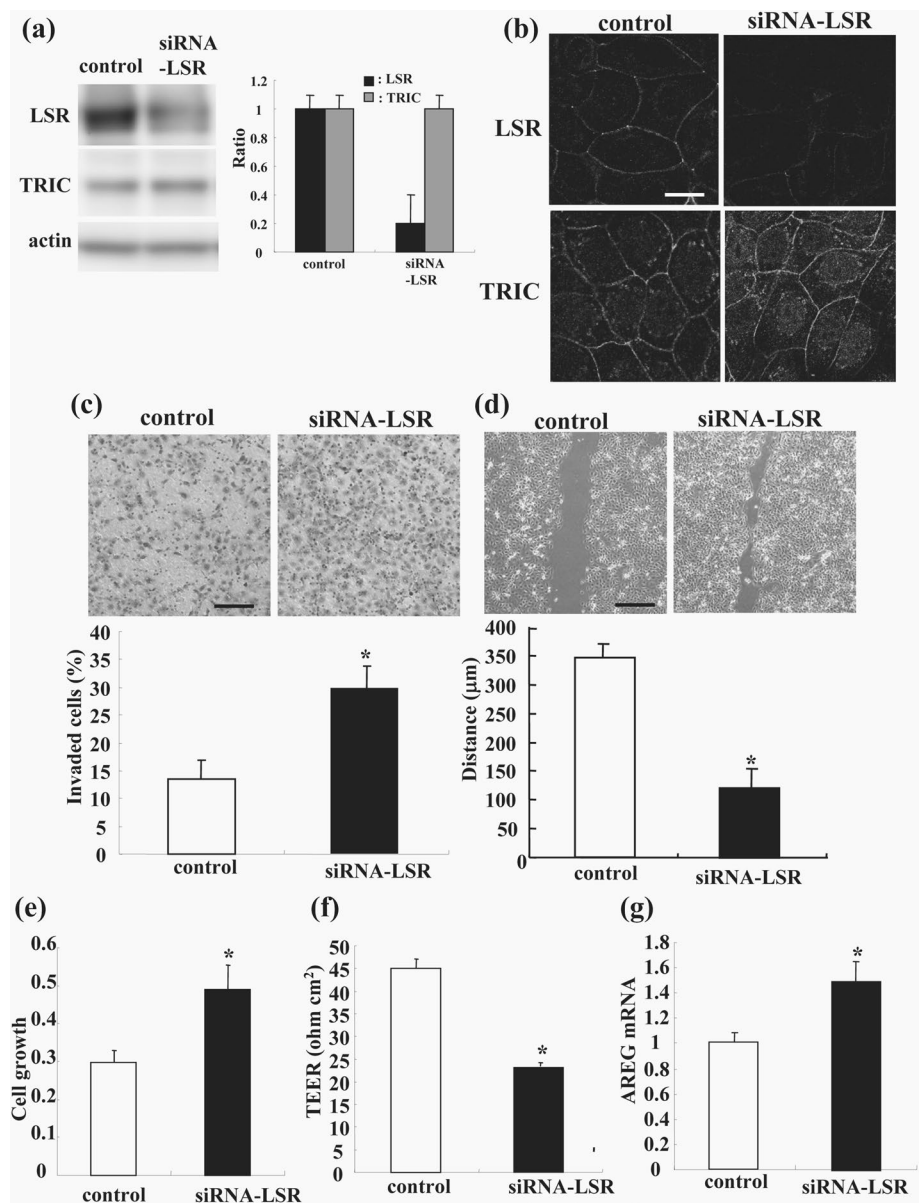 (a)
control
siRNA
-LSR
LSR
TRIC
actin
: LSR
: TRIC
Ratio
1.2
1
0.8
0.6
0.4
0.2
0
control
siRNA
-LSR
(b)
control
siRNA-LSR
LSR
TRIC
(c)
control
siRNA-LSR
Invaded cells (%)
40
35
30
25
20
15
10
5
0
control
siRNA-LSR
*
(d)
control
siRNA-LSR
Distance (μm)
400
350
300
250
200
150
100
50
0
control
siRNA-LSR
*
(e)
Cell growth
0.6
0.5
0.4
0.3
0.2
0.1
0
control
siRNA-LSR
*
(f)
TEER (ohm cm²)
50
45
40
35
30
25
20
15
10
5
0
control
siRNA-LSR
*
(g)
AREG mRNA
1.8
1.6
1.4
1.2
1
0.8
0.6
0.4
0.2
0
control
siRNA-LSR
*